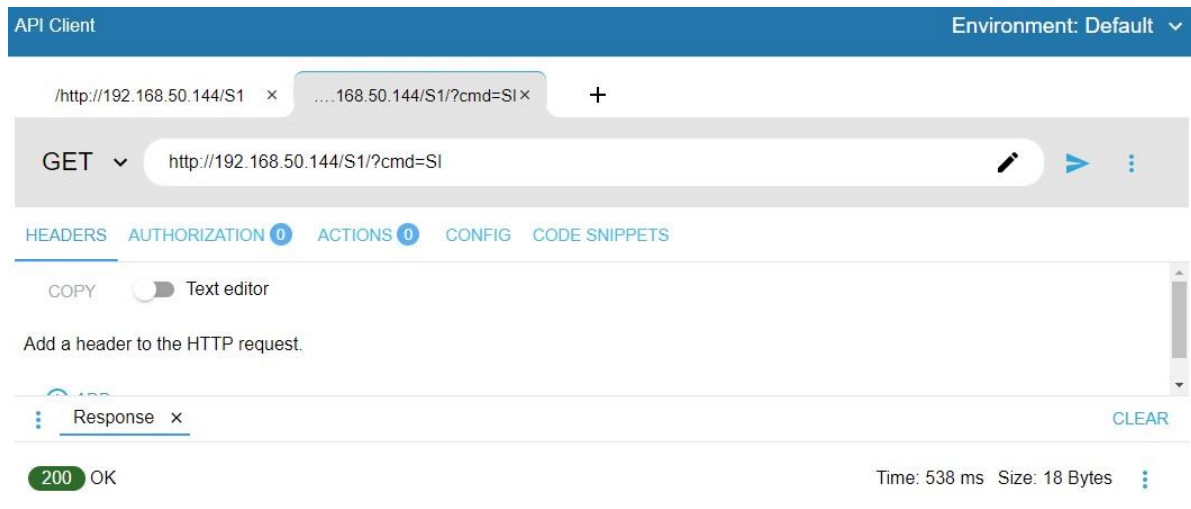 API Client
Environment: Default
/http://192.168.50.144/S1 ×
....168.50.144/S1/?cmd=SI ×
+
GET
http://192.168.50.144/S1/?cmd=SI
HEADERS AUTHORIZATION 0 ACTIONS 0 CONFIG CODE SNIPPETS
COPY Text editor
Add a header to the HTTP request.
ADD
Response ×
CLEAR
200 OK
Time: 538 ms Size: 18 Bytes